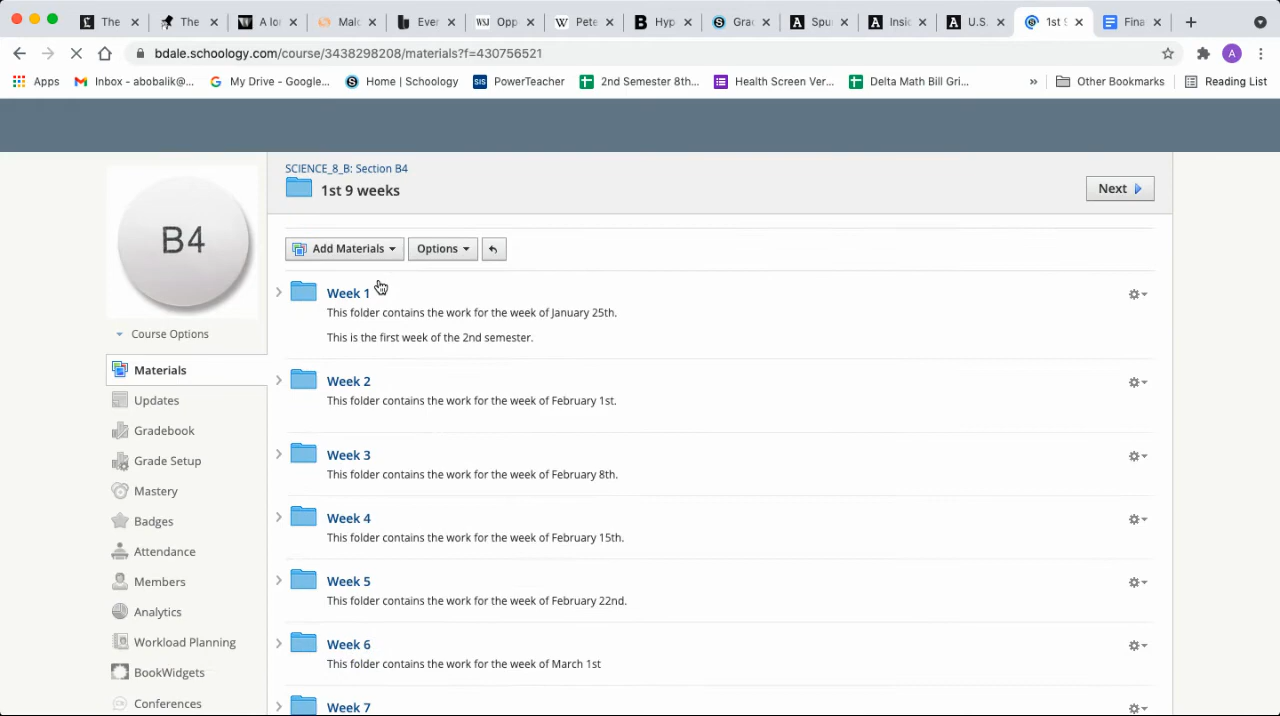 The
The
A lor
Malc
Ever
WSJ Opp
W Pete
B Hyp
S Grac
A Spu
A Insic
A U.S.
1st 9
Fina
bdale.schoology.com/course/3438298208/materials?f=430756521
A
Apps
Inbox - abobalik@...
My Drive - Google...
Home | Schoology
SIS PowerTeacher
2nd Semester 8th...
Health Screen Ver...
Delta Math Bill Gri...
»
Other Bookmarks
Reading List
SCIENCE_8_B: Section B4
1st 9 weeks
Next
B4
Add Materials
Options
Week 1
This folder contains the work for the week of January 25th.
This is the first week of the 2nd semester.
Course Options
Materials
Updates
Gradebook
Grade Setup
Mastery
Badges
Attendance
Members
Analytics
Workload Planning
BookWidgets
Conferences
Week 2
This folder contains the work for the week of February 1st.
Week 3
This folder contains the work for the week of February 8th.
Week 4
This folder contains the work for the week of February 15th.
Week 5
This folder contains the work for the week of February 22nd.
Week 6
This folder contains the work for the week of March 1st
Week 7